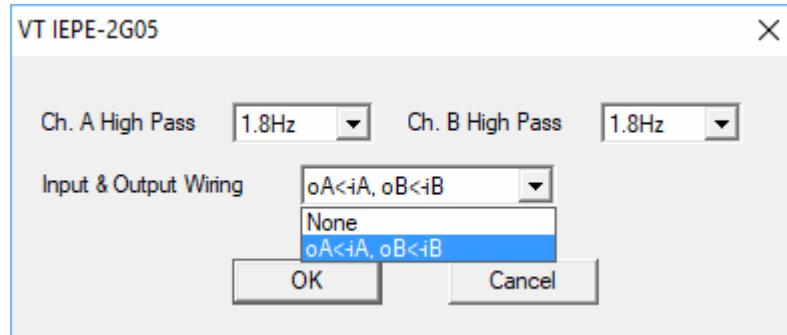 VT IEPE-2G05
Ch. A High Pass 1.8Hz Ch. B High Pass 1.8Hz
Input & Output Wiring oA<-iA, oB<-iB
None
oA<-iA, oB<-iB
OK Cancel